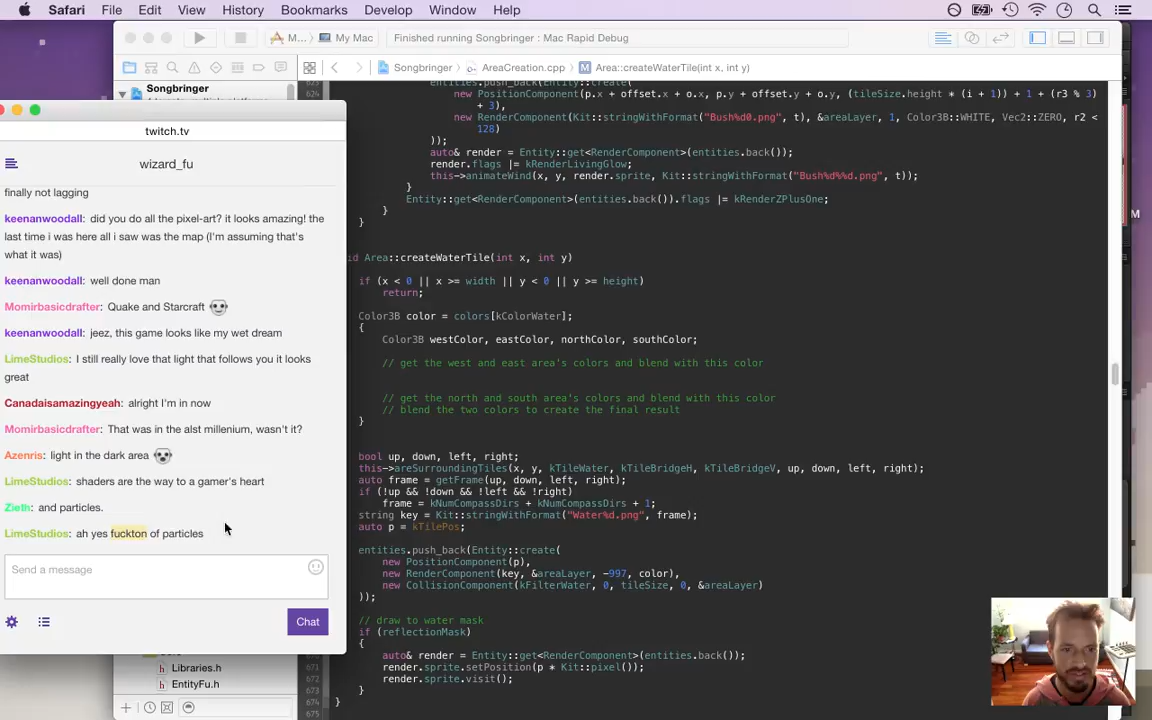 Safari File Edit View History Bookmarks Develop Window Help
M... My Mac Finished running Songbringer : Mac Rapid Debug
Songbringer AreaCreation.cpp M Area::createWaterTile(int x, int y)
Songbringer
twitch.tv
wizard_fu
finally not lagging
keenanwoodall: did you do all the pixel-art? it looks amazing! the
last time i was here all i saw was the map (I'm assuming that's
what it was)
keenanwoodall: well done man
Momirbasicdrafter: Quake and Starcraft
keenanwoodall: jeez, this game looks like my wet dream
LimeStudios: I still really love that light that follows you it looks
great
Canadaisamazingyeah: alright I'm in now
Momirbasicdrafter: That was in the alst millenium, wasn't it?
Azenris: light in the dark area
LimeStudios: shaders are the way to a gamer's heart
Zielh: and particles.
LimeStudios: ah yes fuckton of particles
Send a message
Chat
Libraries.h
EntityFu.h
624
entities.push_back(Entity::create(
new PositionComponent(p.x + offset.x + o.x, p.y + offset.y + o.y, (tileSize.height * (i + 1)) + 1 + (r3 % 3)
+ 3),
new RenderComponent(Kit::stringWithFormat("Bush%d0.png", t), &areaLayer, 1, Color3B::WHITE, Vec2::ZERO, r2 <
128)
));
auto& render = Entity::get<RenderComponent>(entities.back());
render.flags |= kRenderLivingGlow;
this->animateWind(x, y, render.sprite, Kit::stringWithFormat("Bush%d%%d.png", t));
}
Entity::get<RenderComponent>(entities.back()).flags |= kRenderZPlusOne;
}
}
id Area::createWaterTile(int x, int y)
if (x < 0 || x >= width || y < 0 || y >= height)
return;
Color3B color = colors[kColorWater];
{
Color3B westColor, eastColor, northColor, southColor;
// get the west and east area's colors and blend with this color
// get the north and south area's colors and blend with this color
// blend the two colors to create the final result
}
bool up, down, left, right;
this->areSurroundingTiles(x, y, kTileWater, kTileBridgeH, kTileBridgeV, up, down, left, right);
auto frame = getFrame(up, down, left, right);
if (!up && !down && !left && !right)
frame = kNumCompassDirs + kNumCompassDirs + 1;
string key = Kit::stringWithFormat("Water%d.png", frame);
auto p = kTilePos;
entities.push_back(Entity::create(
new PositionComponent(p),
new RenderComponent(key, &areaLayer, -997, color),
new CollisionComponent(kFilterWater, 0, tileSize, 0, &areaLayer)
));
// draw to water mask
if (reflectionMask)
{
auto& render = Entity::get<RenderComponent>(entities.back());
671 render.sprite.setPosition(p * Kit::pixel());
672 render.sprite.visit();
673 }
674 }
675
M